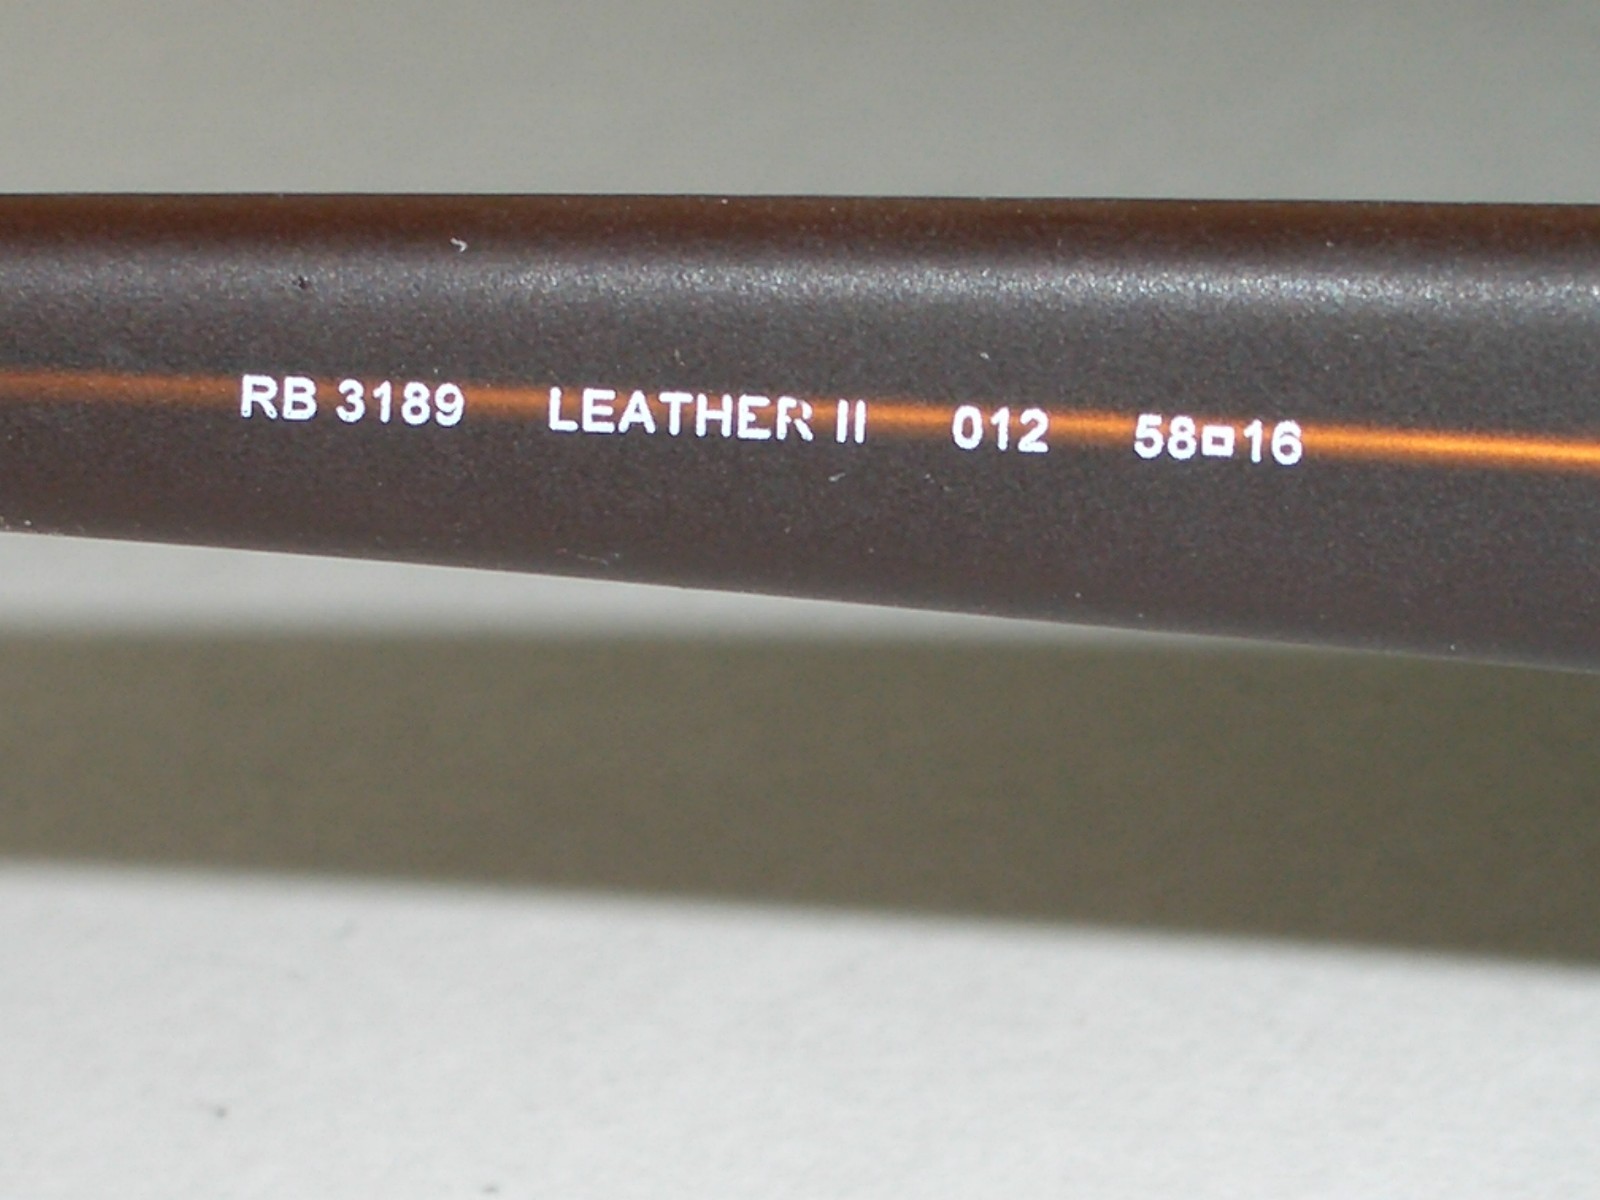 RB 3189 LEATHER II 012 58□16